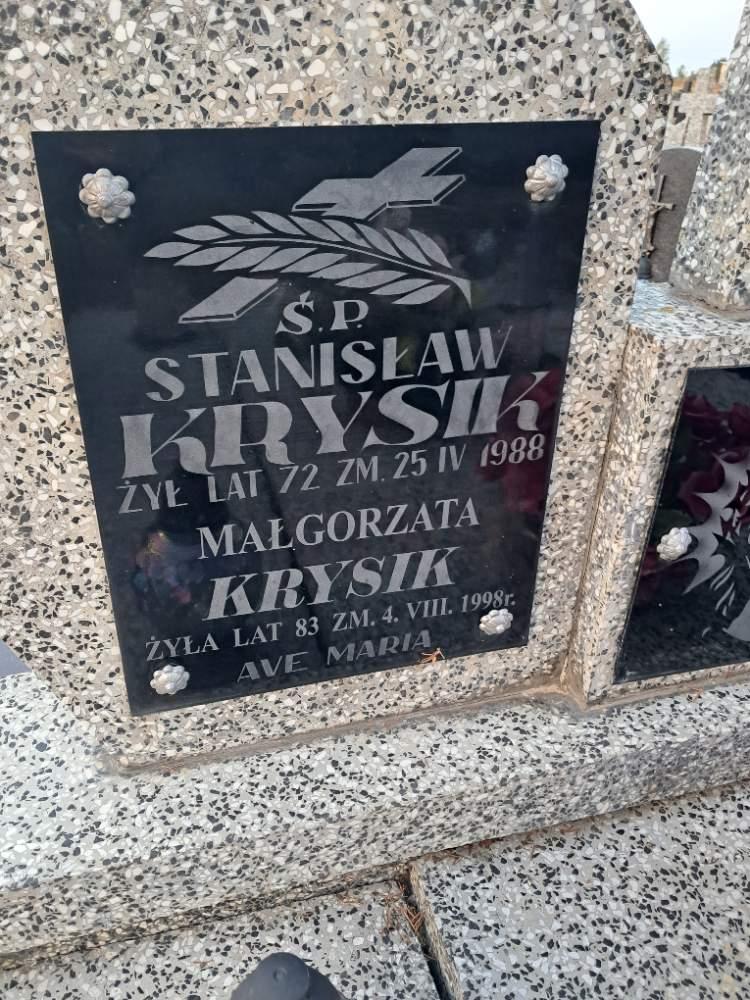 Ś.P.
STANISŁAW
KRYSIK
ŻYŁ LAT 72 ZM. 25 IV 1988
MAŁGORZATA
KRYSIK
ŻYŁA LAT 83 ZM. 4. VIII. 1998r.
AVE MARIA